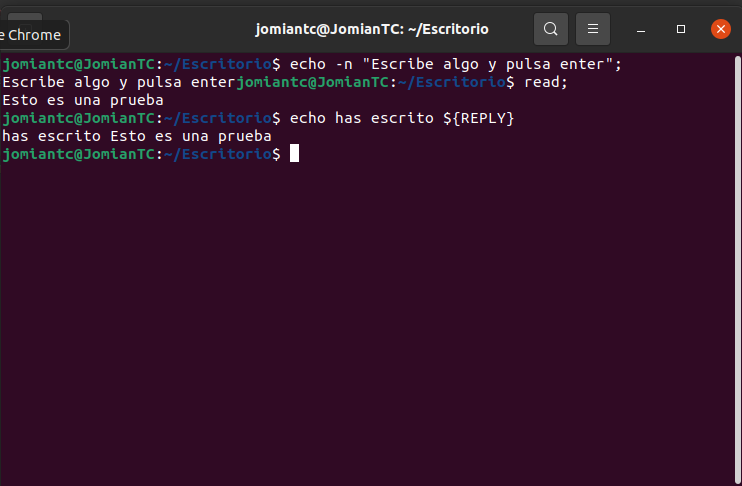 jomiantc@JomianTC: ~/Escritorio
e Chrome
jomiantc@JomianTC:~/Escritorio$ echo -n "Escribe algo y pulsa enter";
Escribe algo y pulsa enterjomiantc@JomianTC:~/Escritorio$ read;
Esto es una prueba
jomiantc@JomianTC:~/Escritorio$ echo has escrito ${REPLY}
has escrito Esto es una prueba
jomiantc@JomianTC:~/Escritorio$